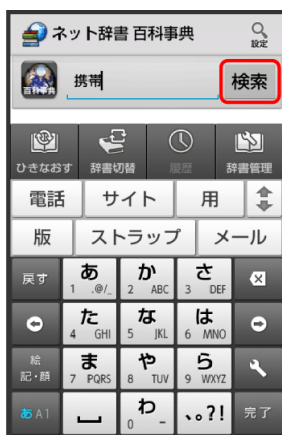 ネット辞書 百科事典
設定
百科事典
携帯
検索
ひきなおす 辞書切替 履歴 辞書管理
電話 サイト 用
版 ストラップ メール
戻す あ 1 .@/_ か 2 ABC さ 3 DEF
た 4 GHI な 5 JKL は 6 MNO
絵記・顔 ま 7 PQRS や 8 TUV ら 9 WXYZ
あA1 わ 0 - 、。?! 完了